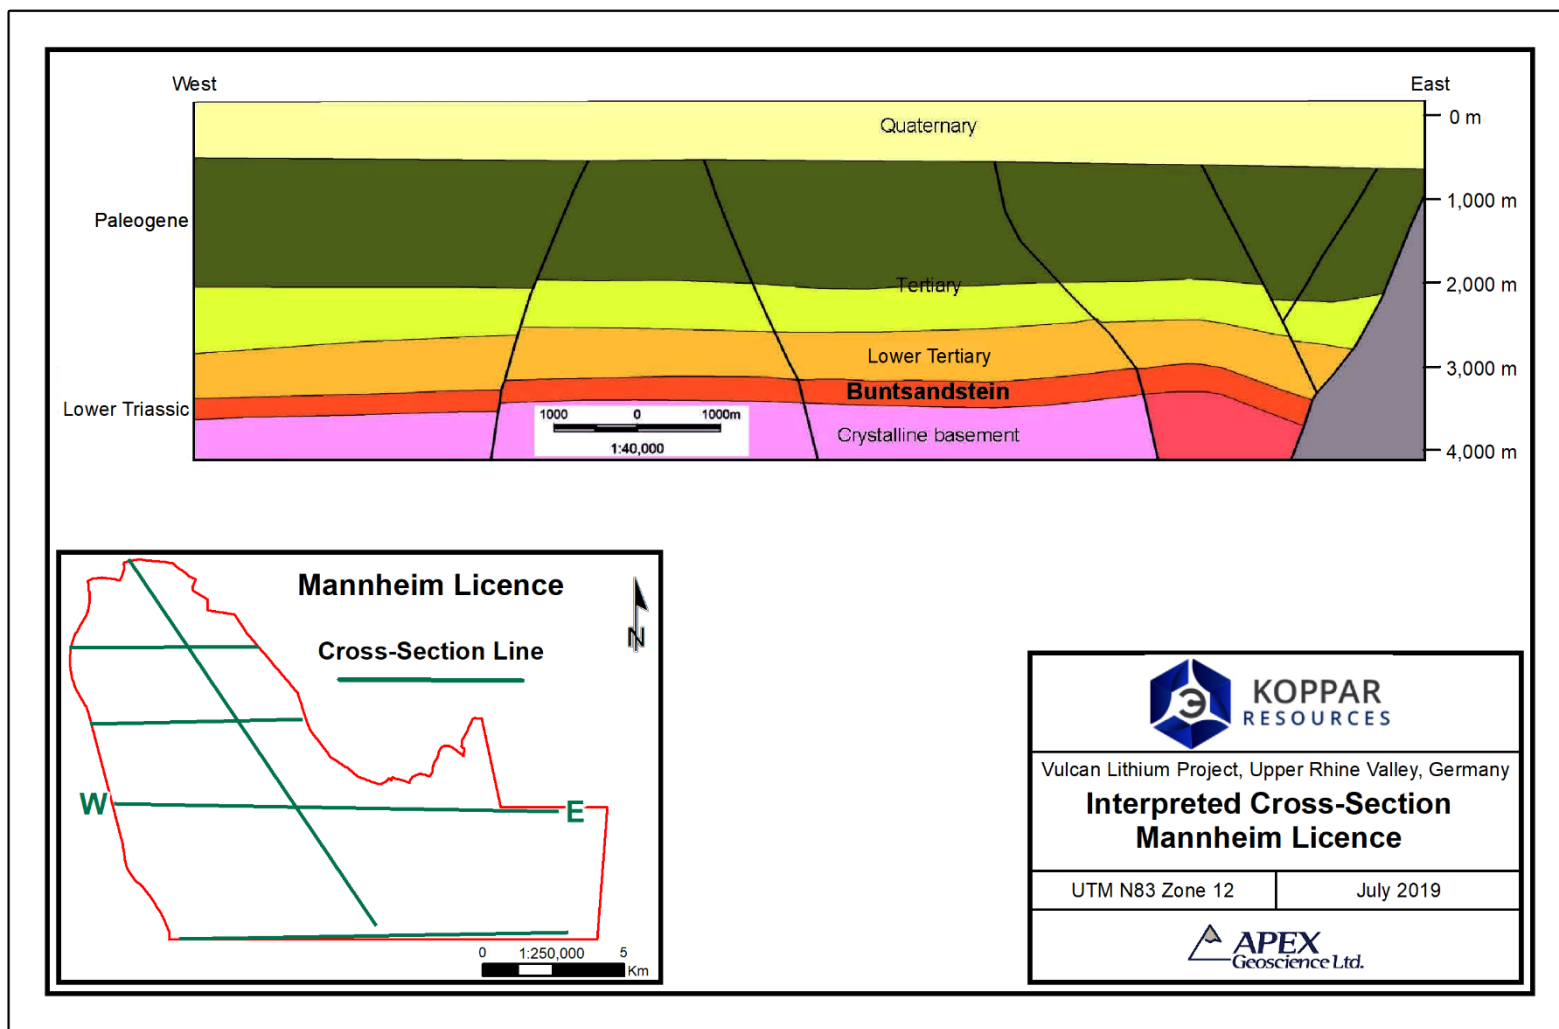 West
East
Quaternary
0 m
1,000 m
Paleogene
Tertiary
2,000 m
Lower Tertiary
3,000 m
Buntsandstein
Lower Triassic
1000 0 1000m
1:40,000
Crystalline basement
4,000 m
Mannheim Licence
N
Cross-Section Line
W
E
0 1:250,000 5
Km
KOPPAR
RESOURCES
Vulcan Lithium Project, Upper Rhine Valley, Germany
Interpreted Cross-Section
Mannheim Licence
UTM N83 Zone 12
July 2019
APEX
Geoscience Ltd.